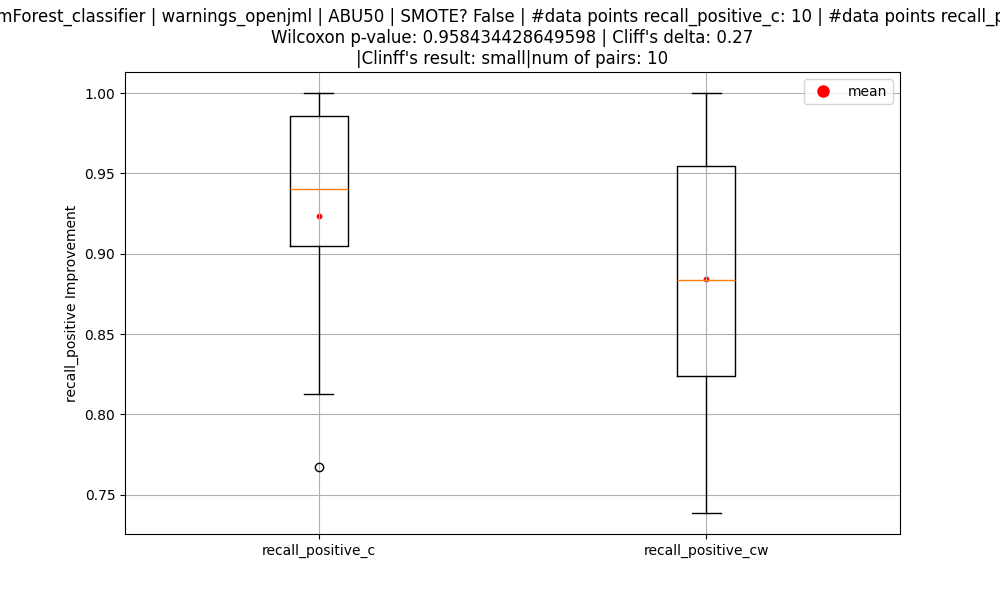 mForest_classifier | warnings_openjml | ABU50 | SMOTE? False | #data points recall_positive_c: 10 | #data points recall_p
Wilcoxon p-value: 0.958434428649598 | Cliff's delta: 0.27
|Clinff's result: small|num of pairs: 10
mean
1.00
0.95
0.90
0.85
0.80
0.75
recall_positive Improvement
recall_positive_c
recall_positive_cw